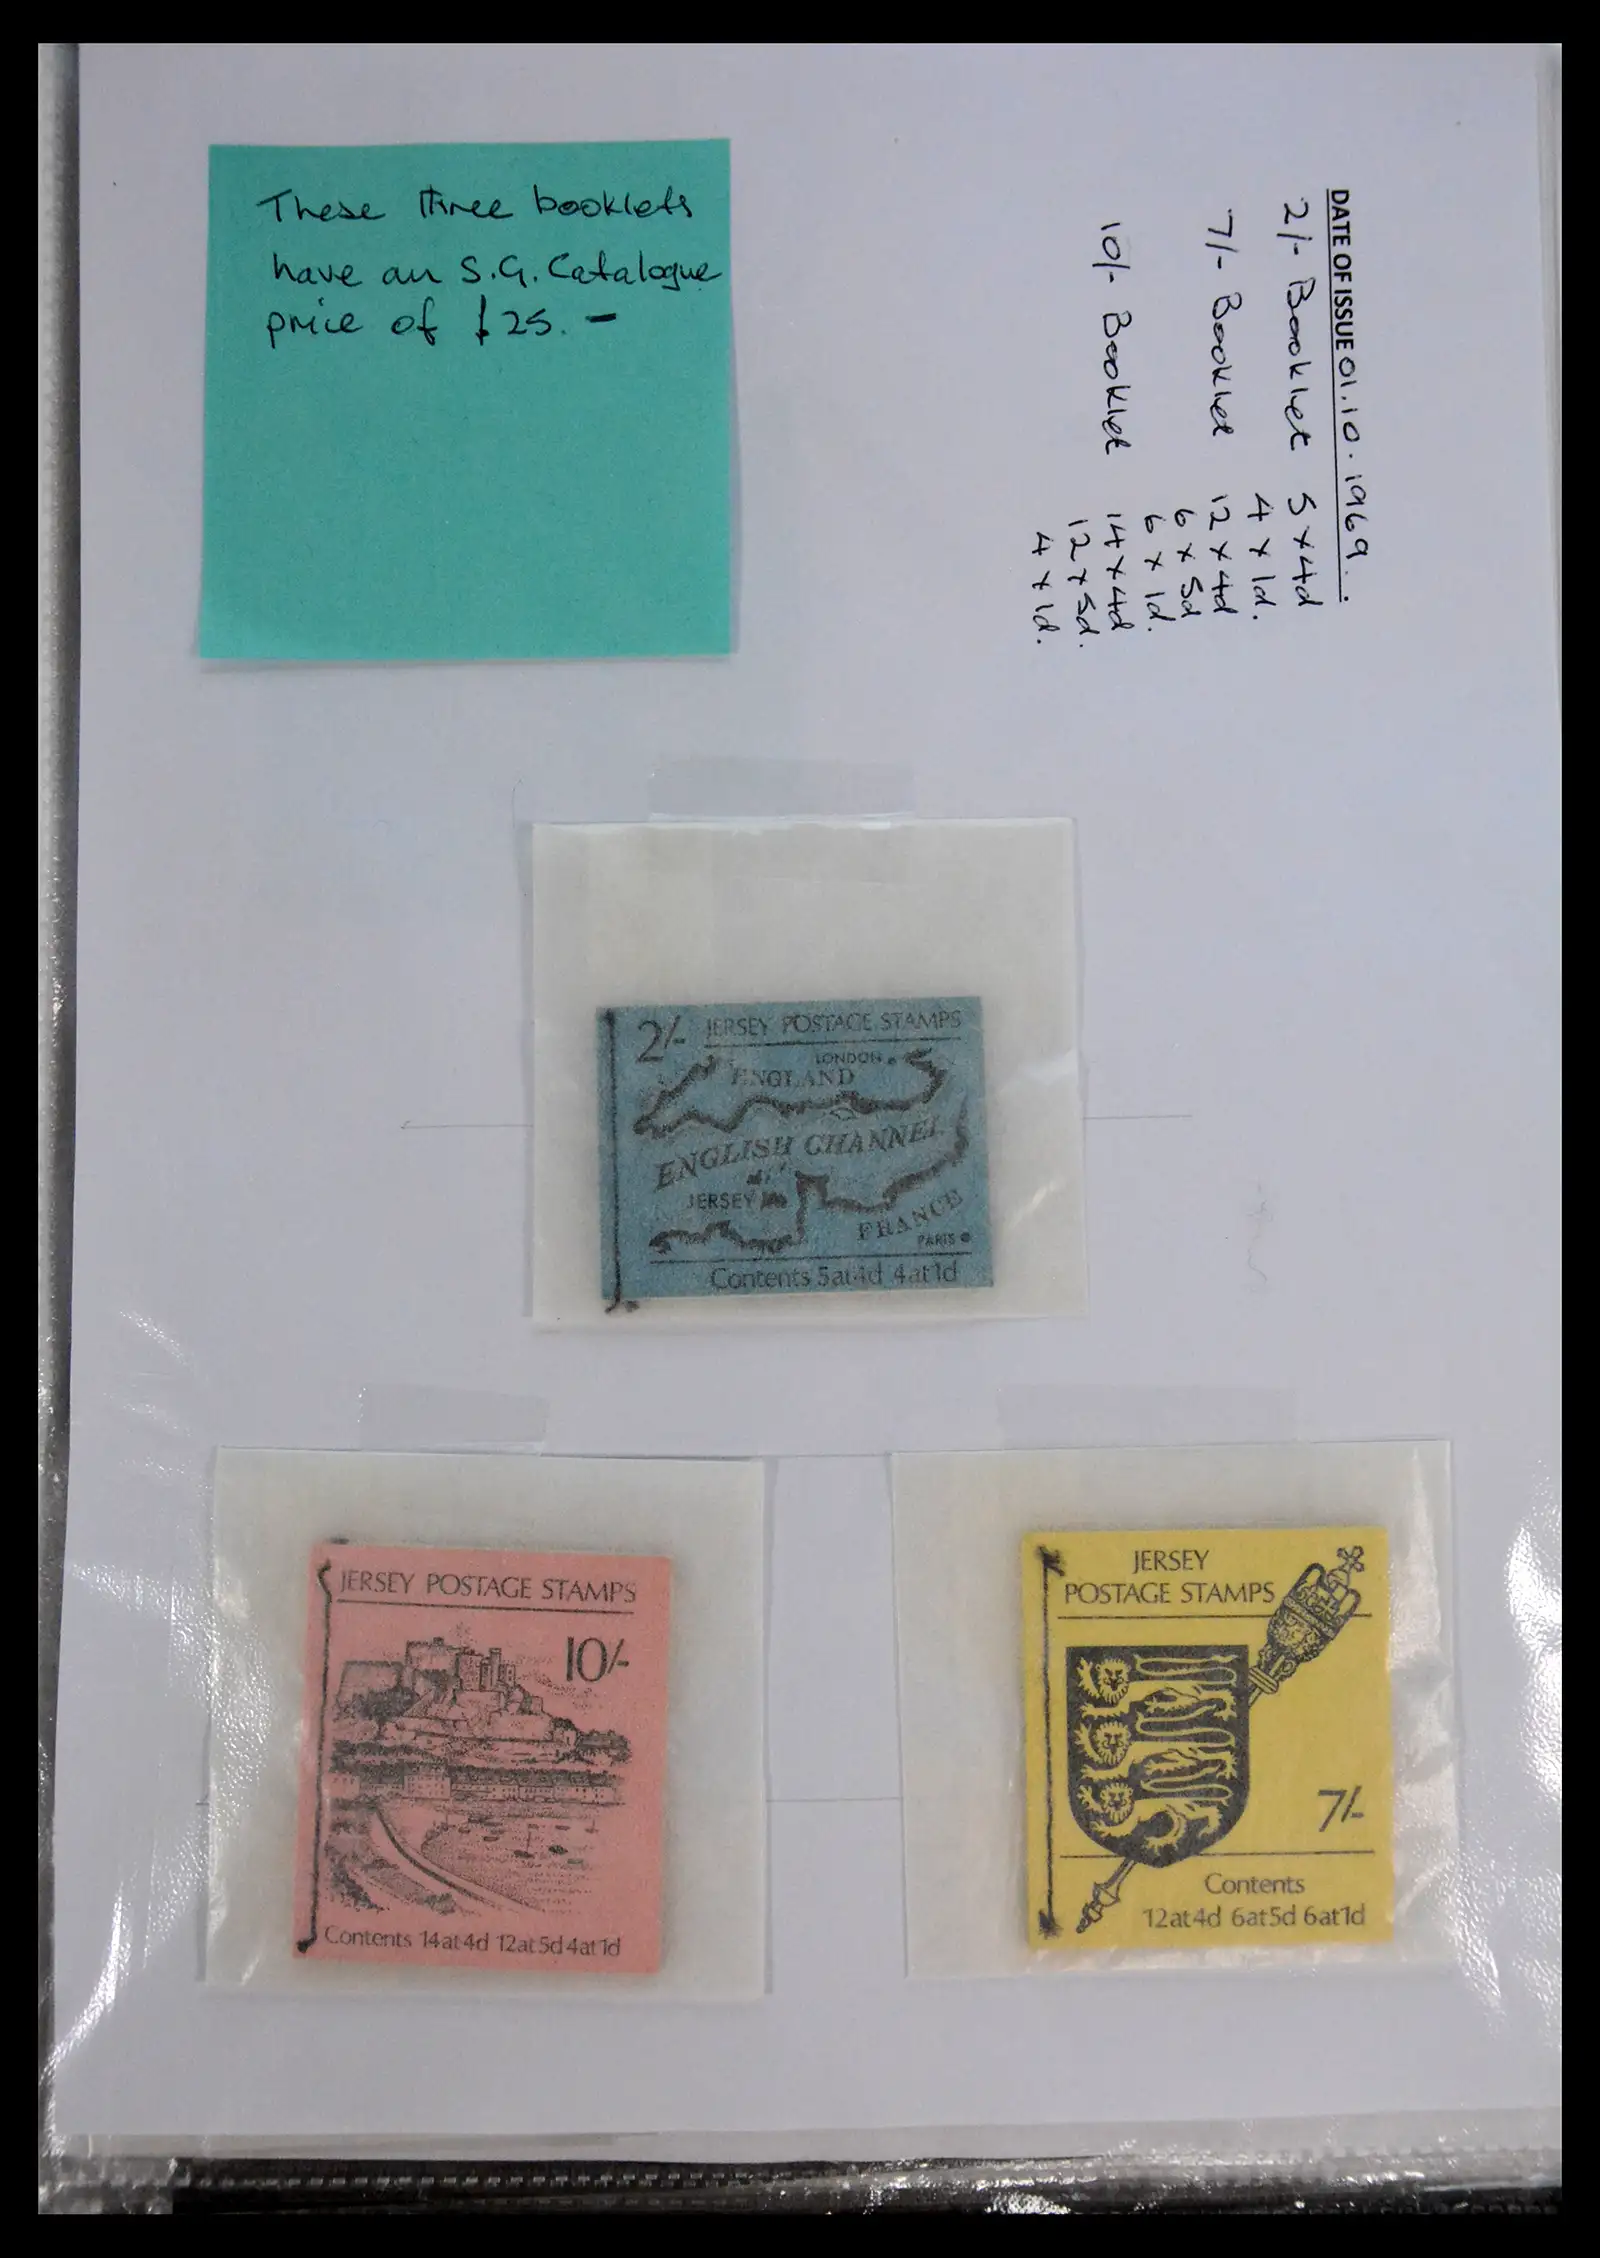 These three booklets
have an S.G. Catalogue
price of £25. -
DATE OF ISSUE 01.10.1969.
2/- Booklet 5 x 4d
4 x 1d.
7/- Booklet 12 x 4d
6 x 5d
6 x 1d.
10/- Booklet 14 x 4d
12 x 5d.
4 x 1d.
2/- JERSEY POSTAGE STAMPS
LONDON
ENGLAND
ENGLISH CHANNEL
JERSEY
FRANCE
PARIS
Contents 5at4d 4at1d
JERSEY POSTAGE STAMPS
10/-
Contents 14at4d 12at5d 4at1d
JERSEY
POSTAGE STAMPS
7/-
Contents
12at4d 6at5d 6at1d